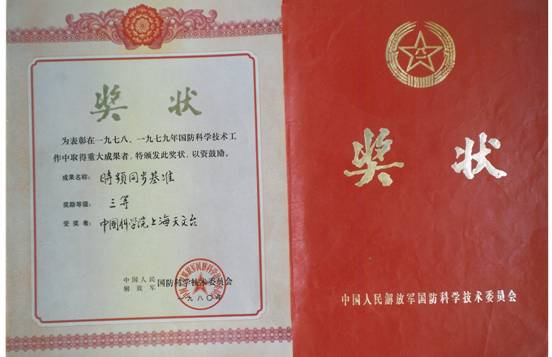 奖状
为表彰在一九七八、一九七九年国防科学技术工
作中取得重大成果者，特颁发此奖状，以资鼓励。
成果名称：時频同步基准
奖励等级：三等
受奖者：中国科学院上海天文台
中国人民
解放军
国防科学技术委员会
一九八〇年
奖状
中国人民解放军国防科学技术委员会